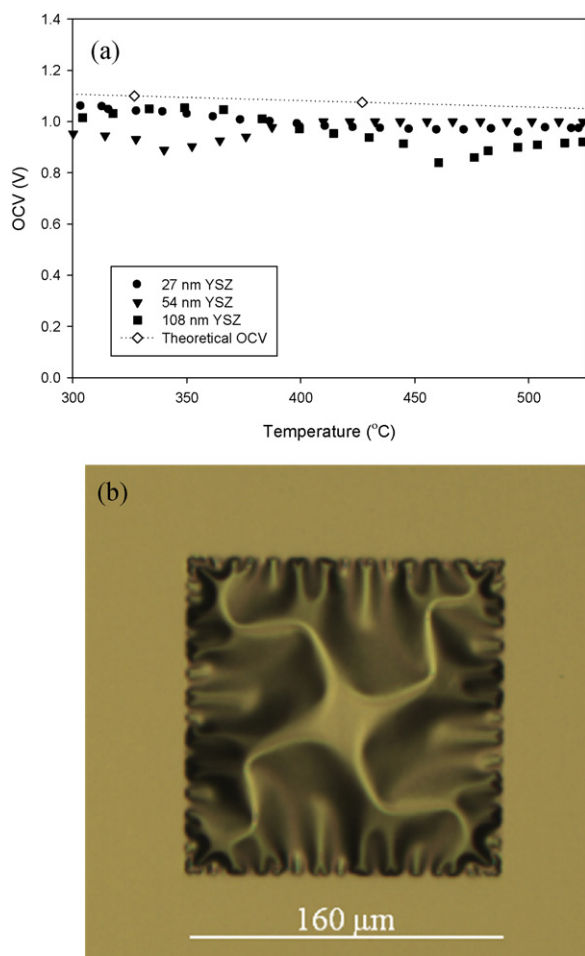 (a)
1.4
1.2
1.0
0.8
0.6
0.4
0.2
0.0
OCV (V)
27 nm YSZ
54 nm YSZ
108 nm YSZ
Theoretical OCV
300 350 400 450 500
Temperature (°C)
(b)
160 μm